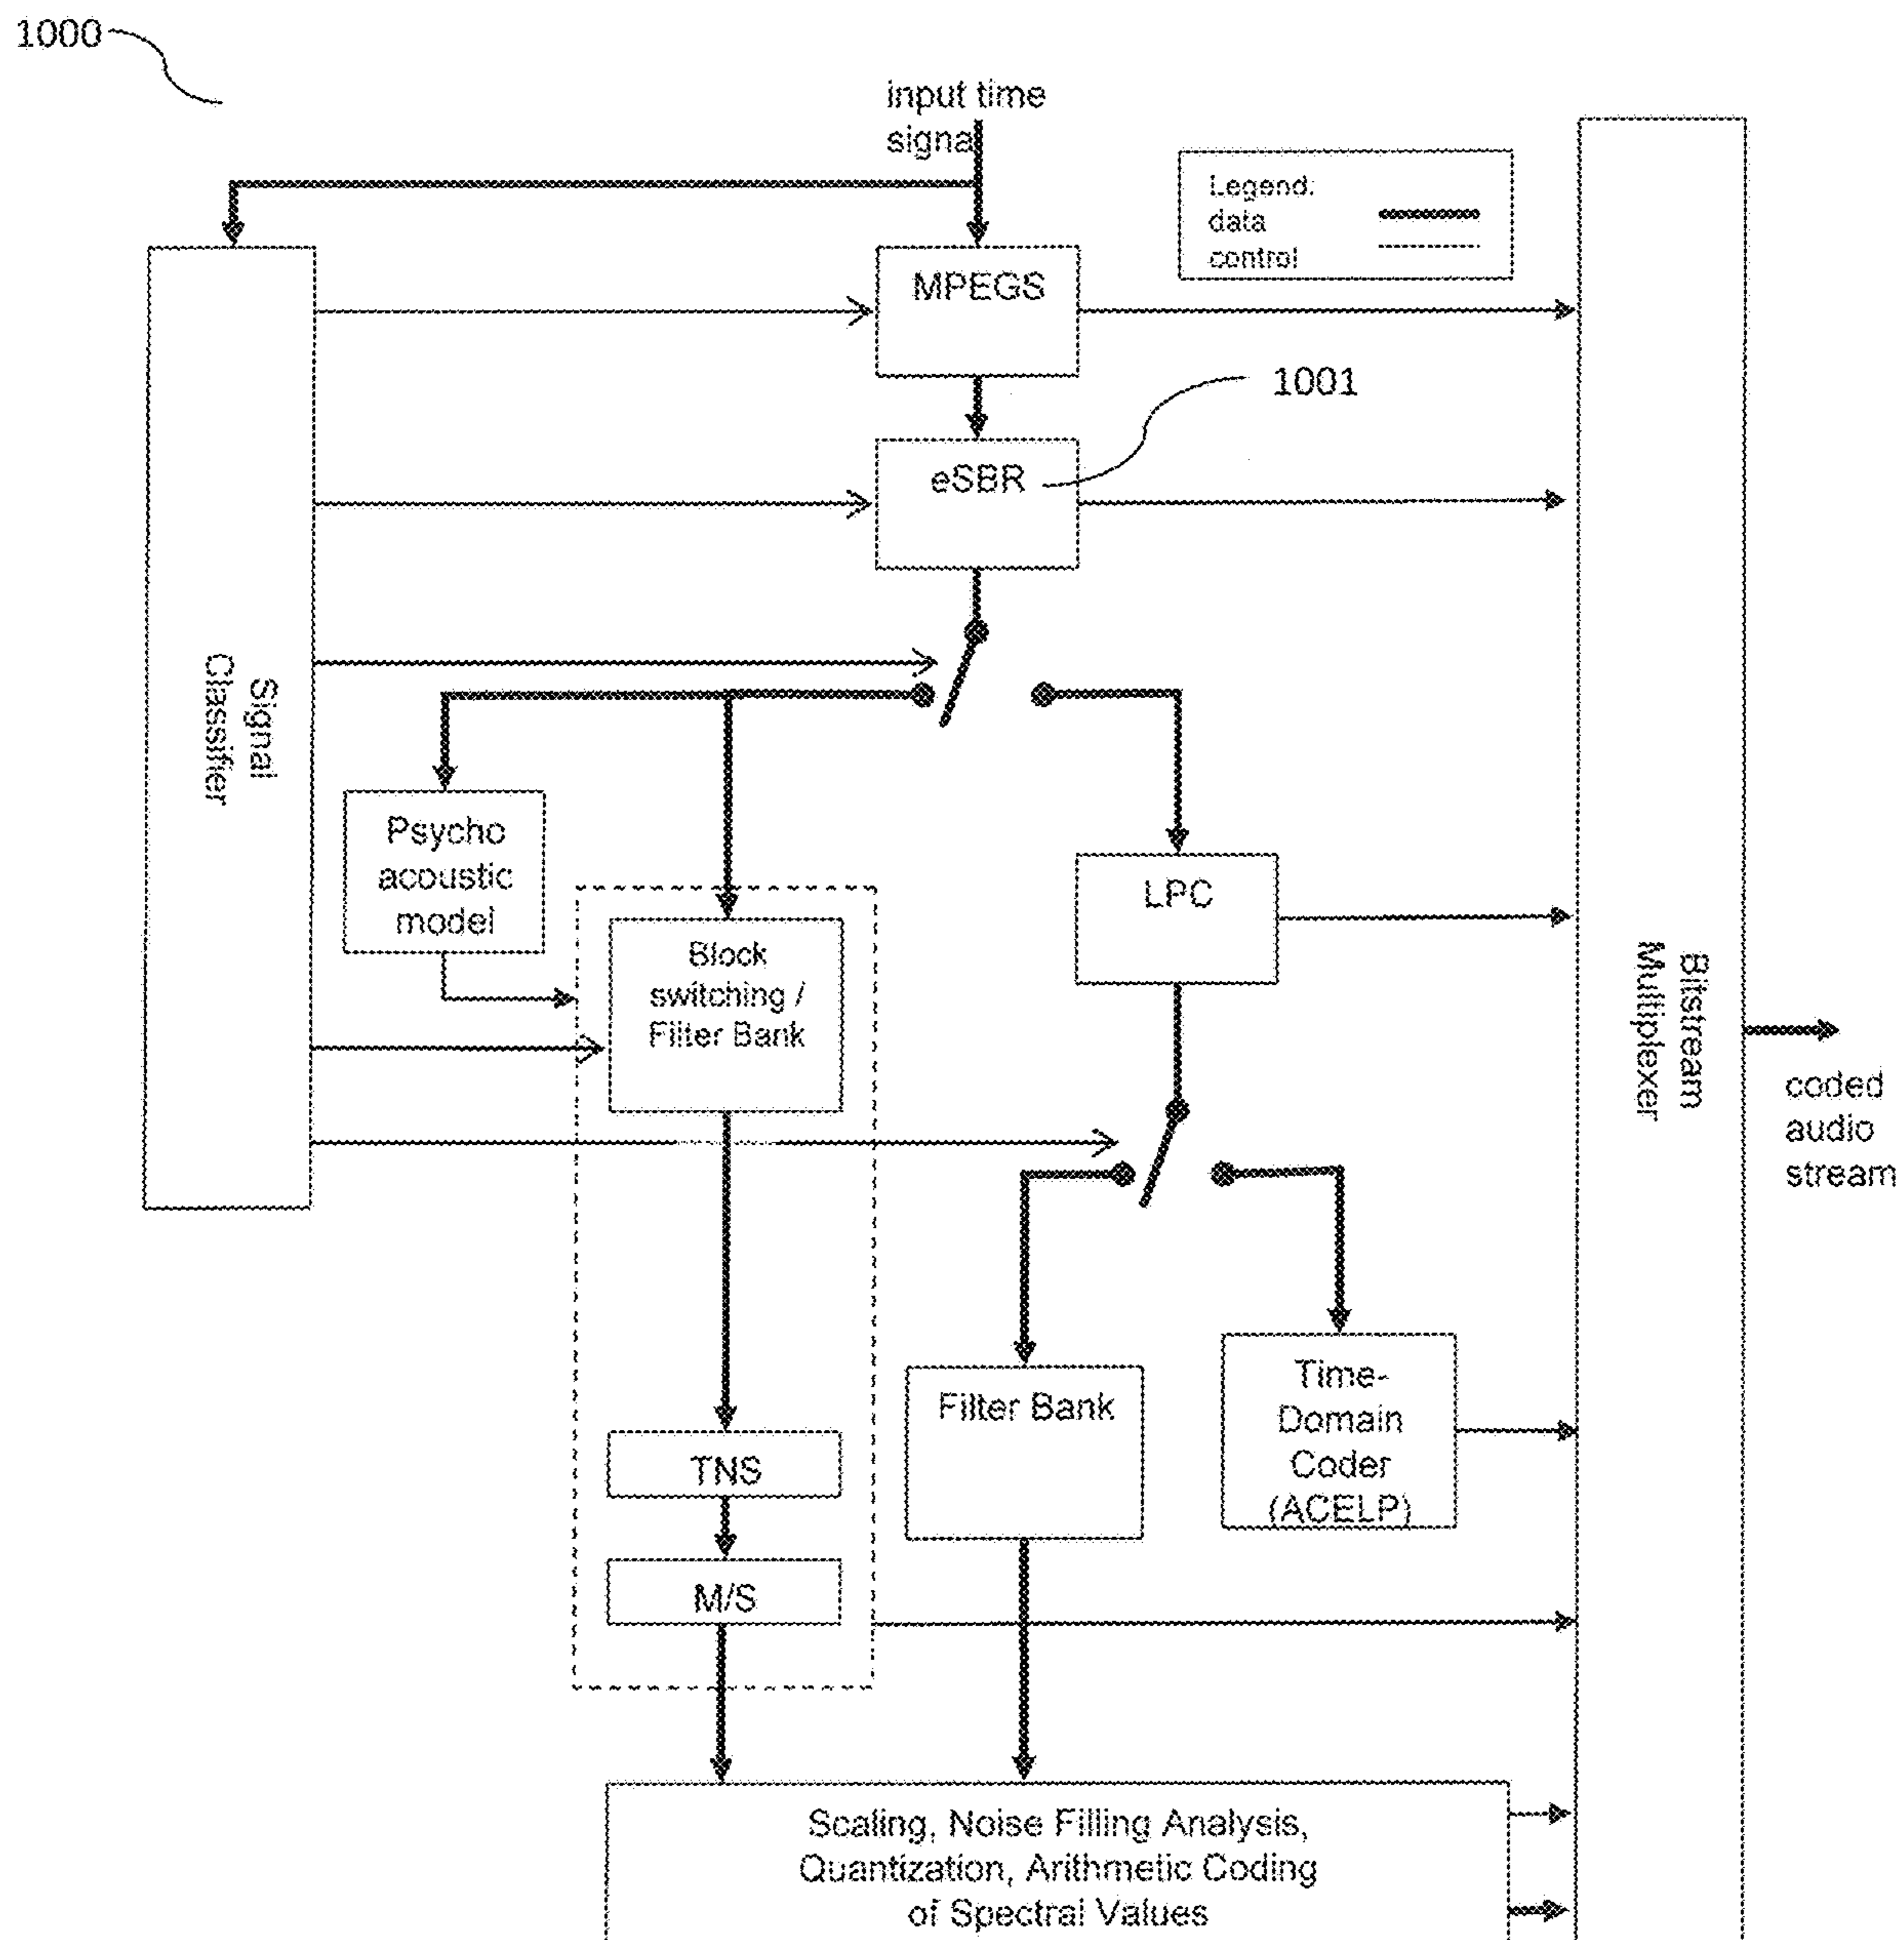 1000
input time
signal
Legend:
data
control
MPEGS
1001
eSBR
Signal
Classifier
Psycho
acoustic
model
LPC
Block
switching /
Filter Bank
Bitstream
Multiplexer
coded
audio
stream
Filter Bank
Time-
Domain
Coder
(ACELP)
TNS
M/S
Scaling, Noise Filling Analysis,
Quantization, Arithmetic Coding
of Spectral Values